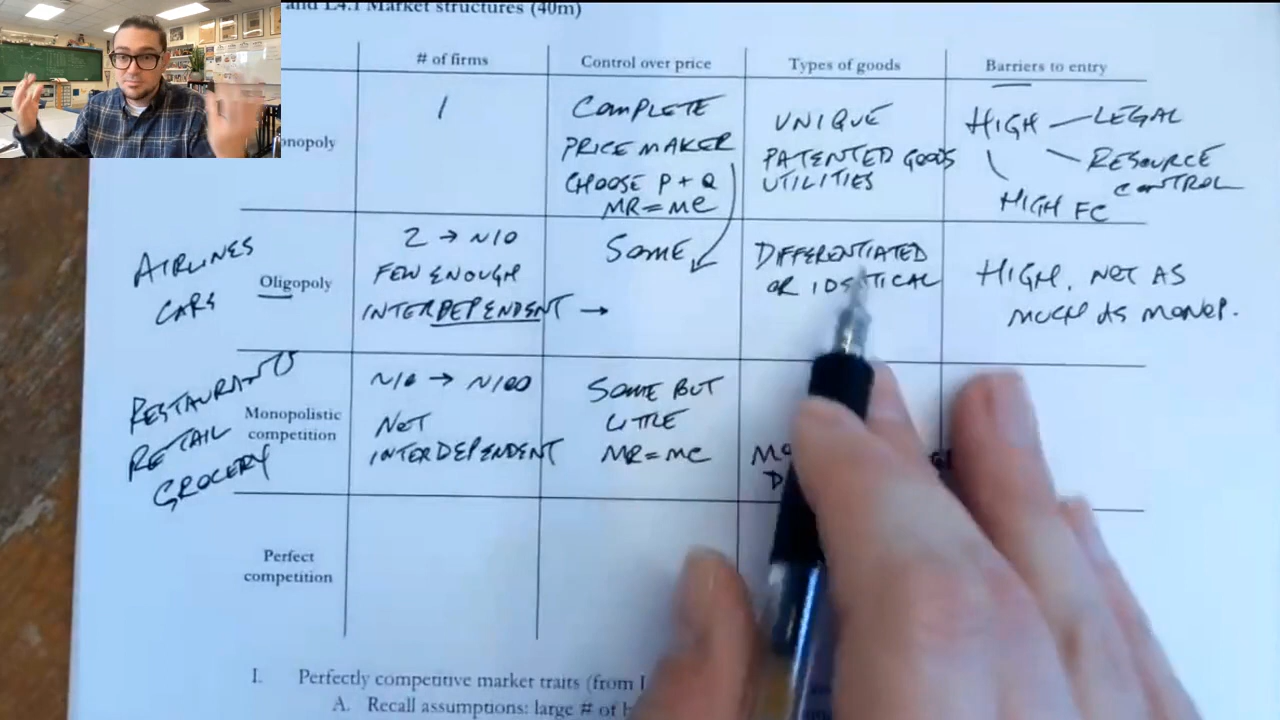 and L4.1 Market structures (40m)
# of firms
Control over price
Types of goods
Barriers to entry
nopoly
1
COMPLETE
PRICE MAKER
CHOOSE P + Q
MR = MC
UNIQUE
PATENTED GOODS
UTILITIES
HIGH — LEGAL
RESOURCE
CONTROL
HIGH FC
AIRLINES
CARS
Oligopoly
2 → ~10
FEW ENOUGH
INTERDEPENDENT →
SOME
DIFFERENTIATED
OR IDENTICAL
HIGH, NOT AS
MUCH AS MONOP.
RESTAURANTS
RETAIL
GROCERY
Monopolistic
competition
~10 → ~100
NOT
INTERDEPENDENT
SOME BUT
LITTLE
MR = MC
Perfect
competition
I. Perfectly competitive market traits (from
A. Recall assumptions: large # of